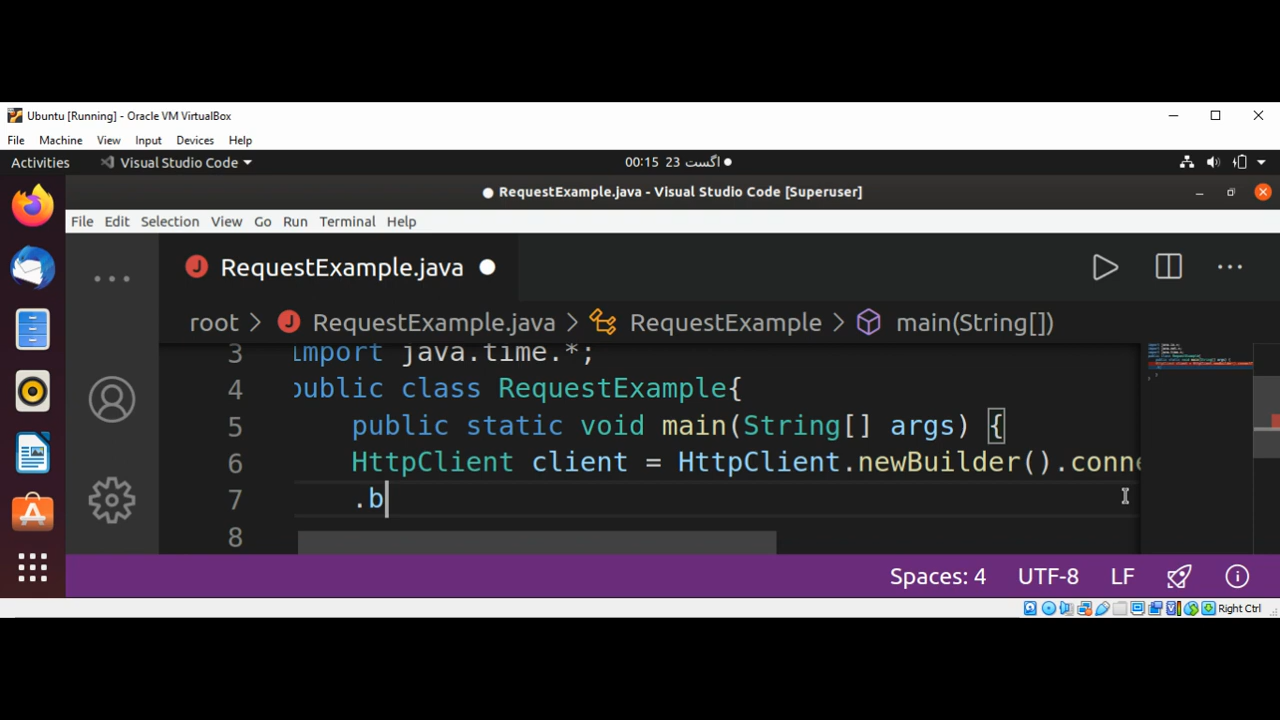 Ubuntu [Running] - Oracle VM VirtualBox
File Machine View Input Devices Help
Activities Visual Studio Code 00:15 23 اگست
● RequestExample.java - Visual Studio Code [Superuser]
File Edit Selection View Go Run Terminal Help
J RequestExample.java
root > J RequestExample.java > RequestExample > main(String[])
3 import java.time.*;
4 public class RequestExample{
5 public static void main(String[] args) {
6 HttpClient client = HttpClient.newBuilder().conne
7 .b
8
Spaces: 4 UTF-8 LF
Right Ctrl